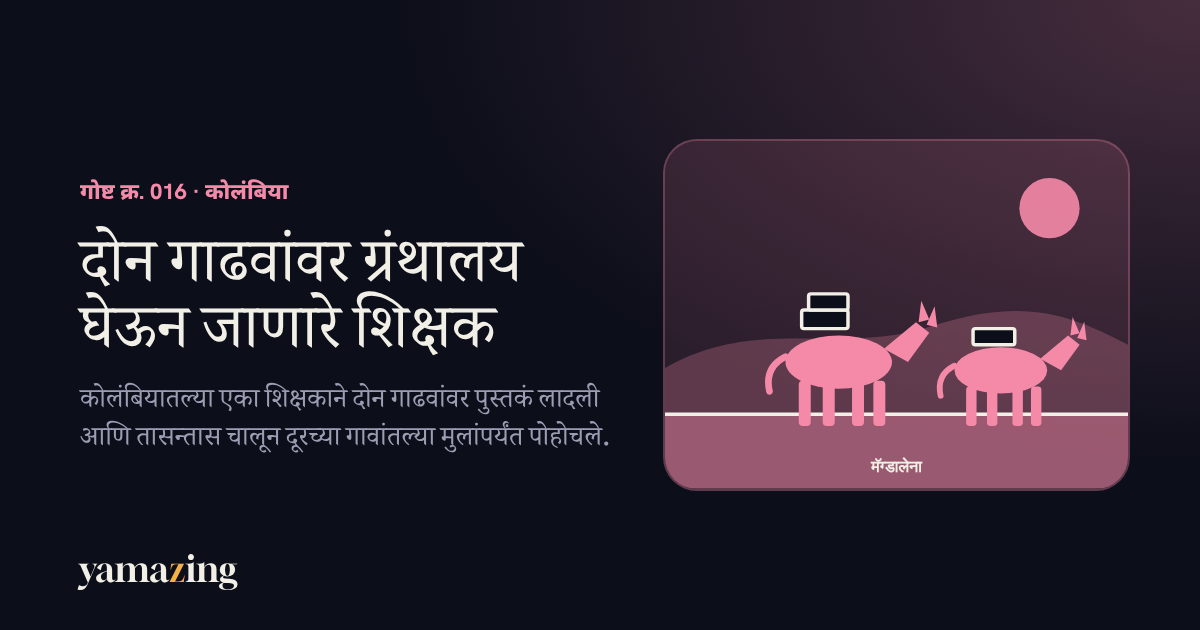 गोष्ट क्र. 016 · कोलंबिया
दोन गाढवांवर ग्रंथालय
घेऊन जाणारे शिक्षक
कोलंबियातल्या एका शिक्षकाने दोन गाढवांवर पुस्तकं लादली
आणि तासन्तास चालून दूरच्या गावांतल्या मुलांपर्यंत पोहोचले.
मॅग्डालेना
yamazing